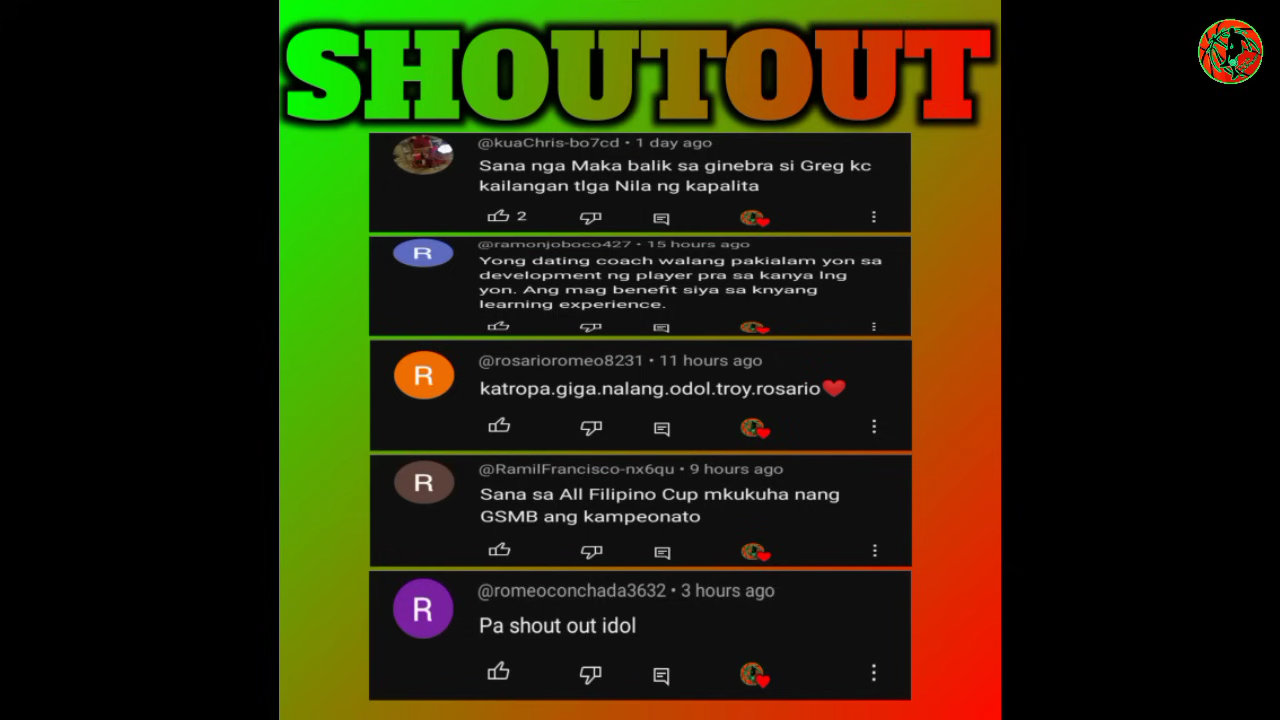 SHOUTOUT
@kuaChris-bo7cd • 1 day ago
Sana nga Maka balik sa ginebra si Greg kc
kailangan tlga Nila ng kapalita
2
R
@ramonjoboco427 • 15 hours ago
Yong dating coach walang pakialam yon sa
development ng player pra sa kanya lng
yon. Ang mag benefit siya sa knyang
learning experience.
R
@rosarioromeo8231 • 11 hours ago
katropa.giga.nalang.odol.troy.rosario❤️
R
@RamilFrancisco-nx6qu • 9 hours ago
Sana sa All Filipino Cup mkukuha nang
GSMB ang kampeonato
R
@romeoconchada3632 • 3 hours ago
Pa shout out idol